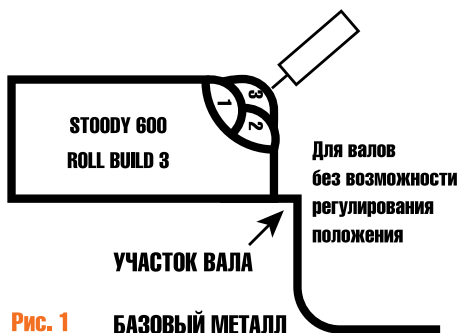 1
3
2
STOODY 600
ROLL BUILD 3
Для валов
без возможности
регулирования
положения
УЧАСТОК ВАЛА
Рис. 1
БАЗОВЫЙ МЕТАЛЛ